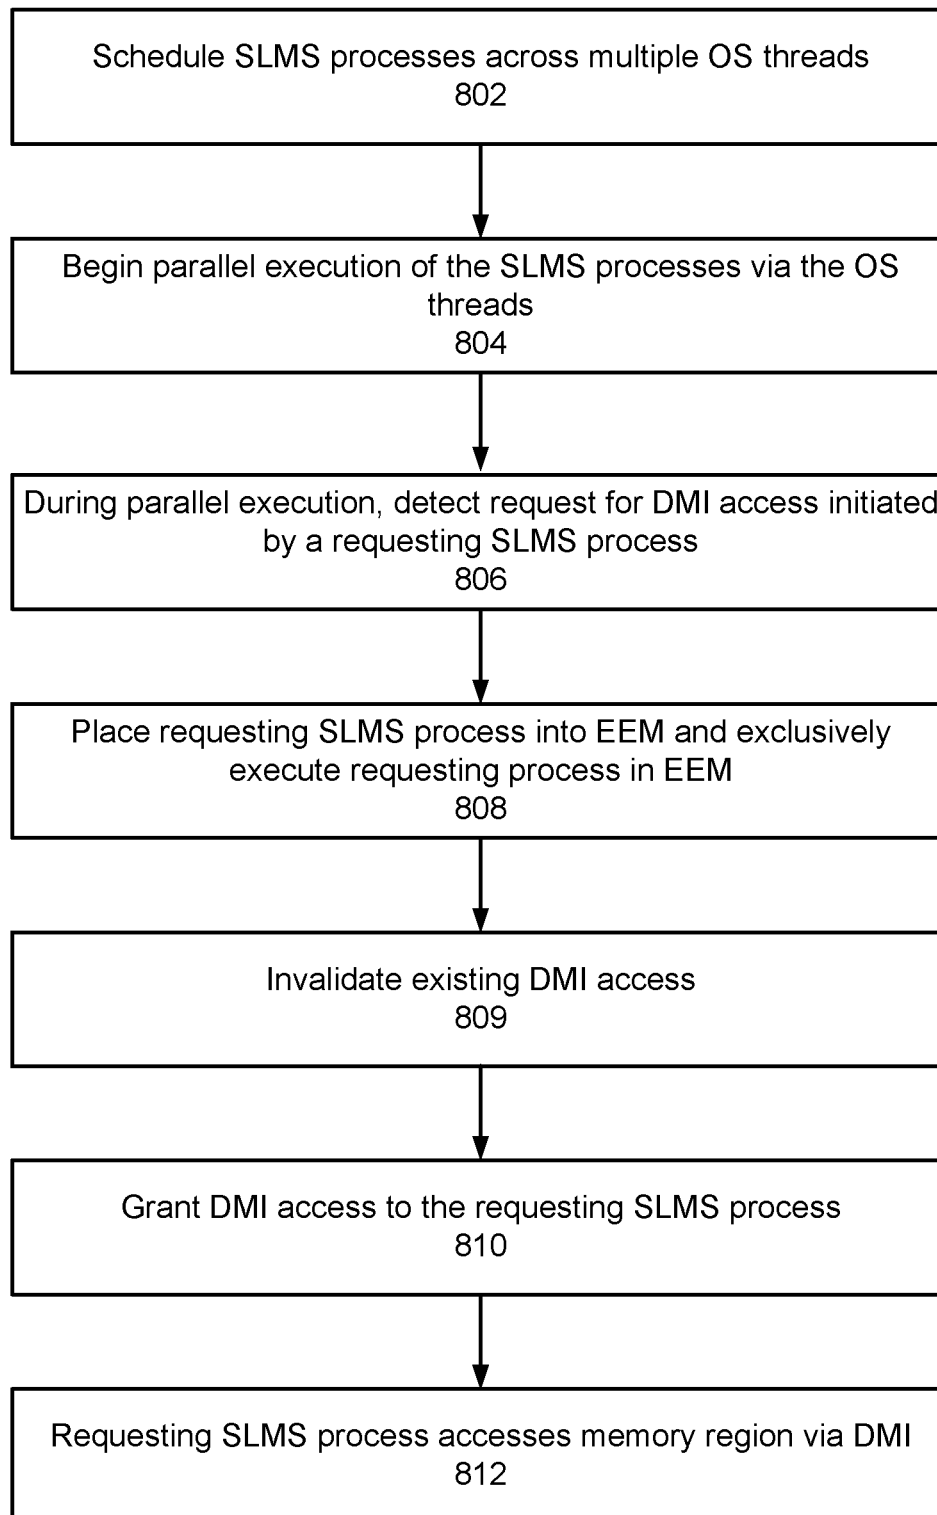 Schedule SLMS processes across multiple OS threads
802
Begin parallel execution of the SLMS processes via the OS
threads
804
During parallel execution, detect request for DMI access initiated
by a requesting SLMS process
806
Place requesting SLMS process into EEM and exclusively
execute requesting process in EEM
808
Invalidate existing DMI access
809
Grant DMI access to the requesting SLMS process
810
Requesting SLMS process accesses memory region via DMI
812